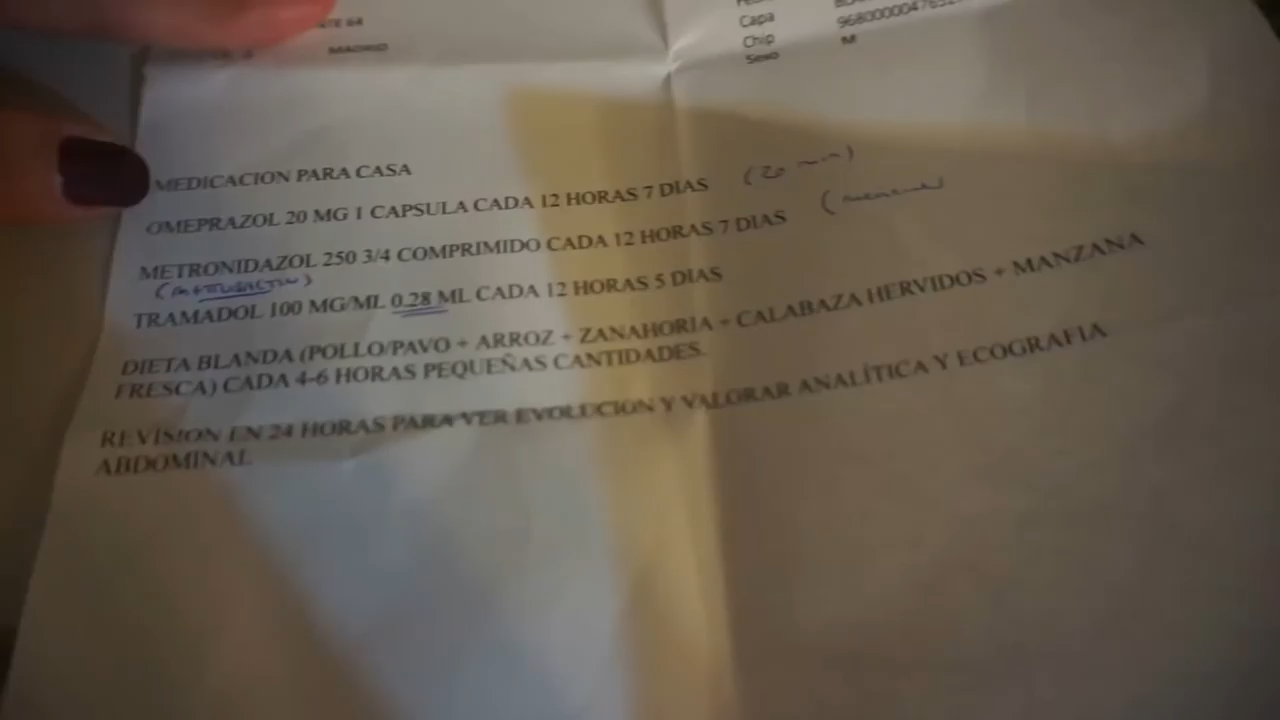 MADRID
Capa
Chip
Sexo M
MEDICACION PARA CASA
OMEPRAZOL 20 MG 1 CAPSULA CADA 12 HORAS 7 DIAS (20
METRONIDAZOL 250 3/4 COMPRIMIDO CADA 12 HORAS 7 DIAS
TRAMADOL 100 MG/ML 0.28 ML CADA 12 HORAS 5 DIAS
DIETA BLANDA (POLLO/PAVO + ARROZ + ZANAHORIA + CALABAZA HERVIDOS + MANZANA
FRESCA) CADA 4-6 HORAS PEQUEÑAS CANTIDADES.
REVISION EN 24 HORAS PARA VER EVOLUCION Y VALORAR ANALÍTICA Y ECOGRAFIA
ABDOMINAL